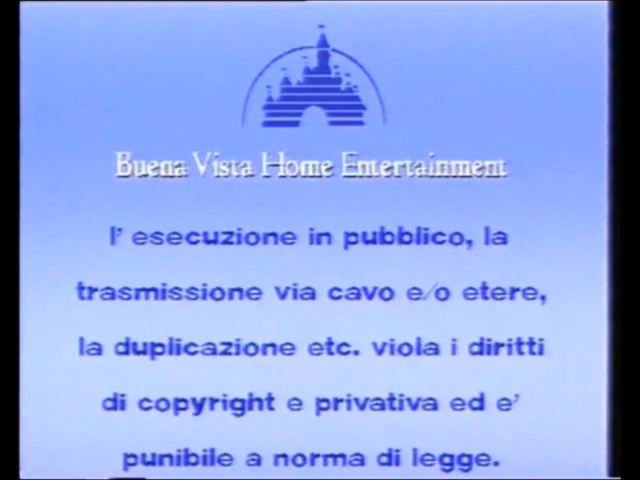 Buena Vista Home Entertainment
l' esecuzione in pubblico, la
trasmissione via cavo e/o etere,
la duplicazione etc. viola i diritti
di copyright e privativa ed e'
punibile a norma di legge.